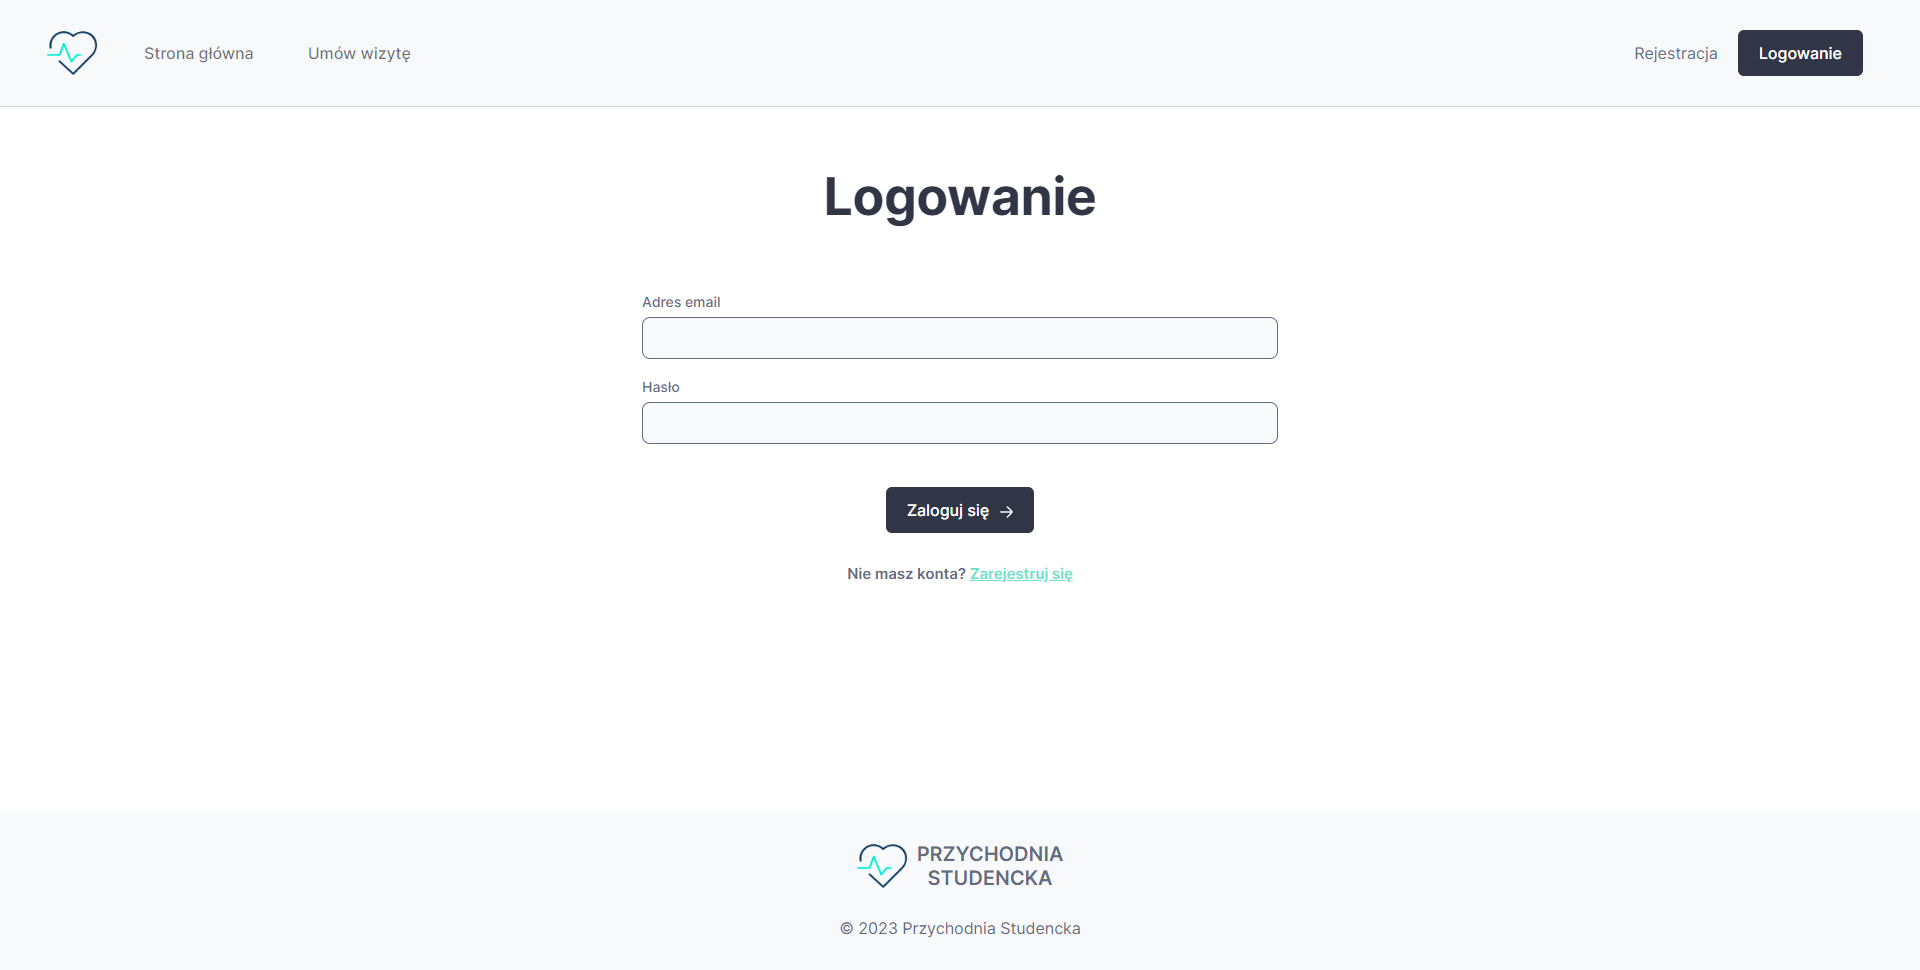 Strona główna
Umów wizytę
Rejestracja
Logowanie
Logowanie
Adres email
Hasło
Zaloguj się →
Nie masz konta? Zarejestruj się
PRZYCHODNIA
STUDENCKA
© 2023 Przychodnia Studencka